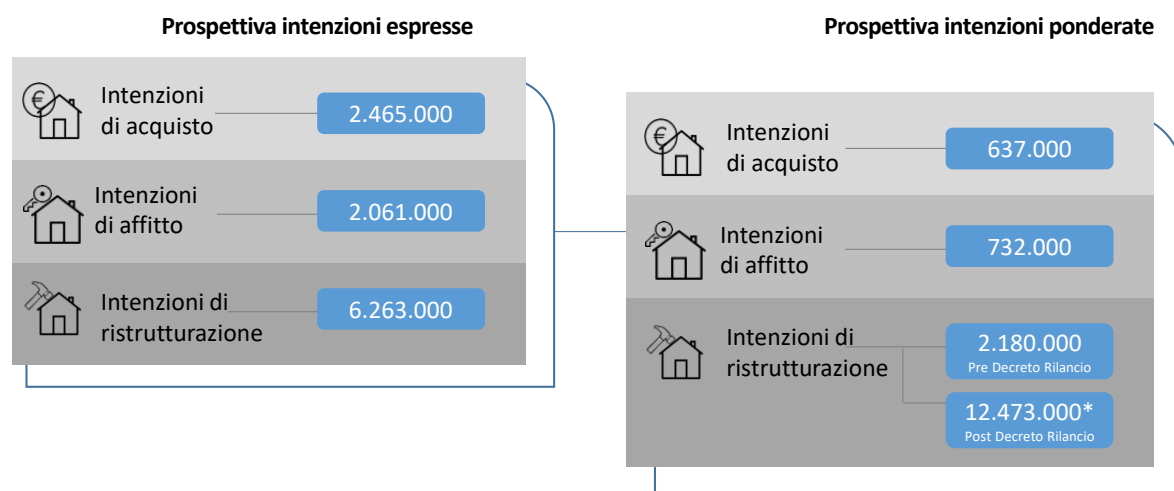 Prospettiva intenzioni espresse
Intenzioni
di acquisto
2.465.000
Intenzioni
di affitto
2.061.000
Intenzioni di
ristrutturazione
6.263.000
Prospettiva intenzioni ponderate
Intenzioni
di acquisto
637.000
Intenzioni
di affitto
732.000
Intenzioni di
ristrutturazione
2.180.000
Pre Decreto Rilancio
12.473.000*
Post Decreto Rilancio